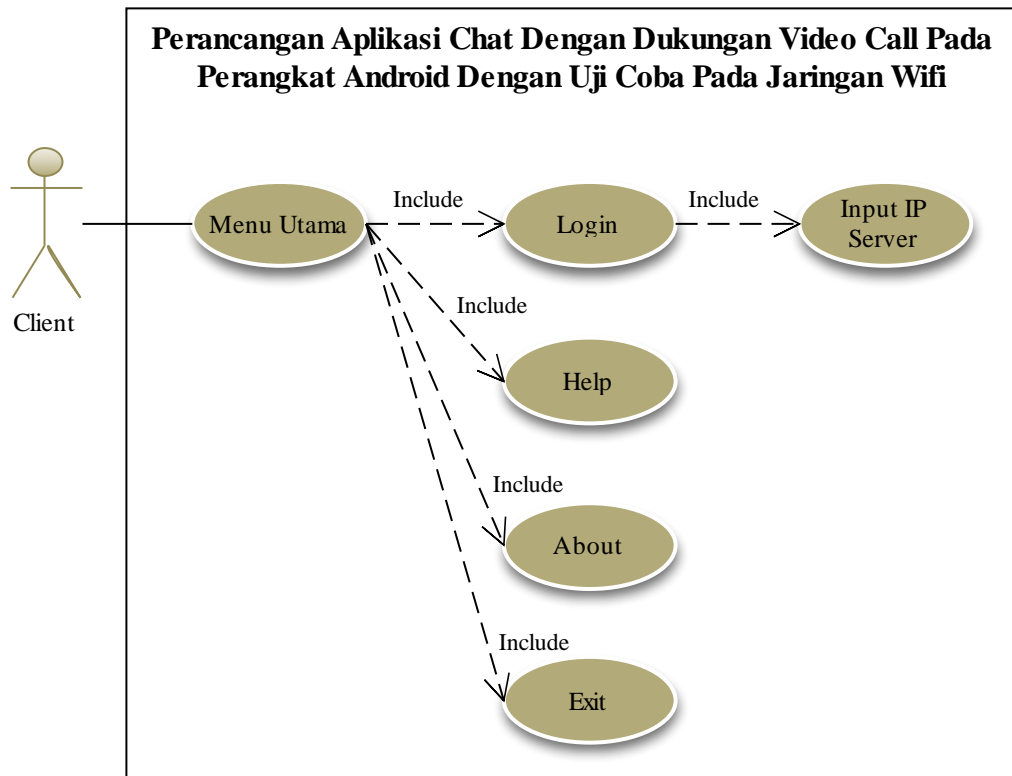 Perancangan Aplikasi Chat Dengan Dukungan Video Call Pada
Perangkat Android Dengan Uji Coba Pada Jaringan Wifi
Client
Menu Utama
Include
Login
Include
Input IP
Server
Include
Help
Include
About
Include
Exit